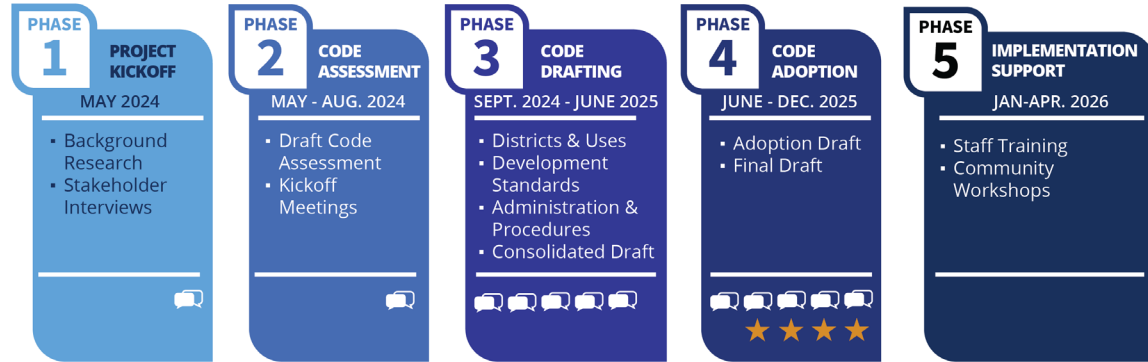 PHASE
1
PROJECT
KICKOFF
MAY 2024
▪ Background
Research
▪ Stakeholder
Interviews
PHASE
2
CODE
ASSESSMENT
MAY - AUG. 2024
▪ Draft Code
Assessment
▪ Kickoff
Meetings
PHASE
3
CODE
DRAFTING
SEPT. 2024 - JUNE 2025
▪ Districts & Uses
▪ Development
Standards
▪ Administration &
Procedures
▪ Consolidated Draft
PHASE
4
CODE
ADOPTION
JUNE - DEC. 2025
▪ Adoption Draft
▪ Final Draft
PHASE
5
IMPLEMENTATION
SUPPORT
JAN-APR. 2026
▪ Staff Training
▪ Community
Workshops